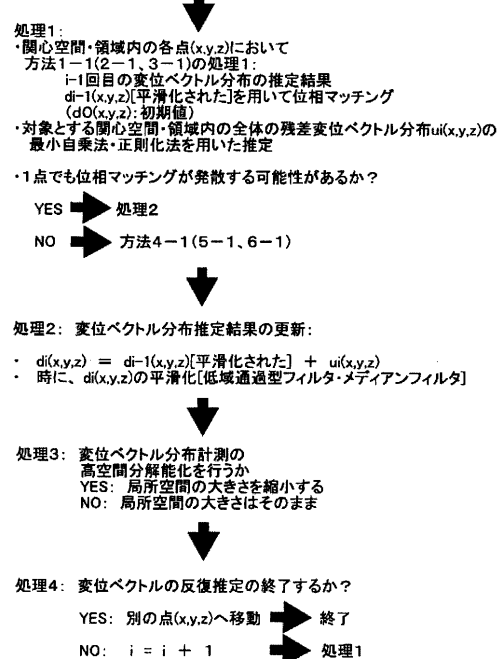 処理1:
・関心空間・領域内の各点(x,y,z)において
方法1-1(2-1、3-1)の処理1:
i-1回目の変位ベクトル分布の推定結果
di-1(x,y,z)[平滑化された]を用いて位相マッチング
(d0(x,y,z):初期値)
・対象とする関心空間・領域内の全体の残差変位ベクトル分布ui(x,y,z)の
最小自乗法・正則化法を用いた推定
・1点でも位相マッチングが発散する可能性があるか?
YES 処理2
NO 方法4-1(5-1、6-1)
処理2: 変位ベクトル分布推定結果の更新:
・ di(x,y,z) = di-1(x,y,z)[平滑化された] + ui(x,y,z)
・ 時に、di(x,y,z)の平滑化[低域通過型フィルタ・メディアンフィルタ]
処理3: 変位ベクトル分布計測の
高空間分解能化を行うか
YES: 局所空間の大きさを縮小する
NO: 局所空間の大きさはそのまま
処理4: 変位ベクトルの反復推定の終了するか?
YES: 別の点(x,y,z)へ移動 終了
NO: i = i + 1 処理1